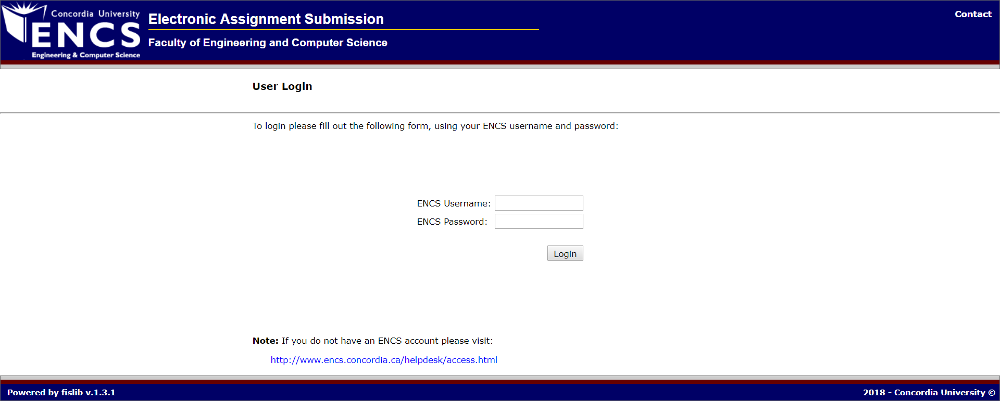 Concordia University
ENCS
Engineering & Computer Science
Electronic Assignment Submission
Faculty of Engineering and Computer Science
Contact
User Login
To login please fill out the following form, using your ENCS username and password:
ENCS Username:
ENCS Password:
Login
Note: If you do not have an ENCS account please visit:
http://www.encs.concordia.ca/helpdesk/access.html
Powered by fislib v.1.3.1
2018 - Concordia University ©